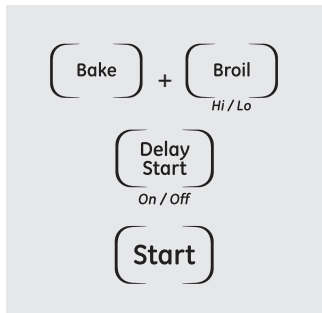 Bake + Broil
Hi / Lo
Delay
Start
On / Off
Start